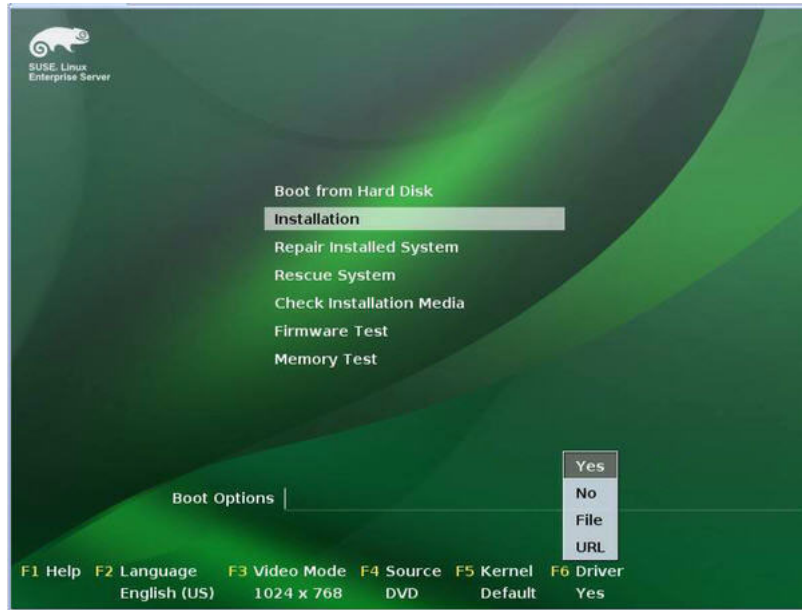 SUSE. Linux
Enterprise Server
Boot from Hard Disk
Installation
Repair Installed System
Rescue System
Check Installation Media
Firmware Test
Memory Test
Boot Options
Yes
No
File
URL
F1 Help F2 Language F3 Video Mode F4 Source F5 Kernel F6 Driver
English (US) 1024 x 768 DVD Default Yes